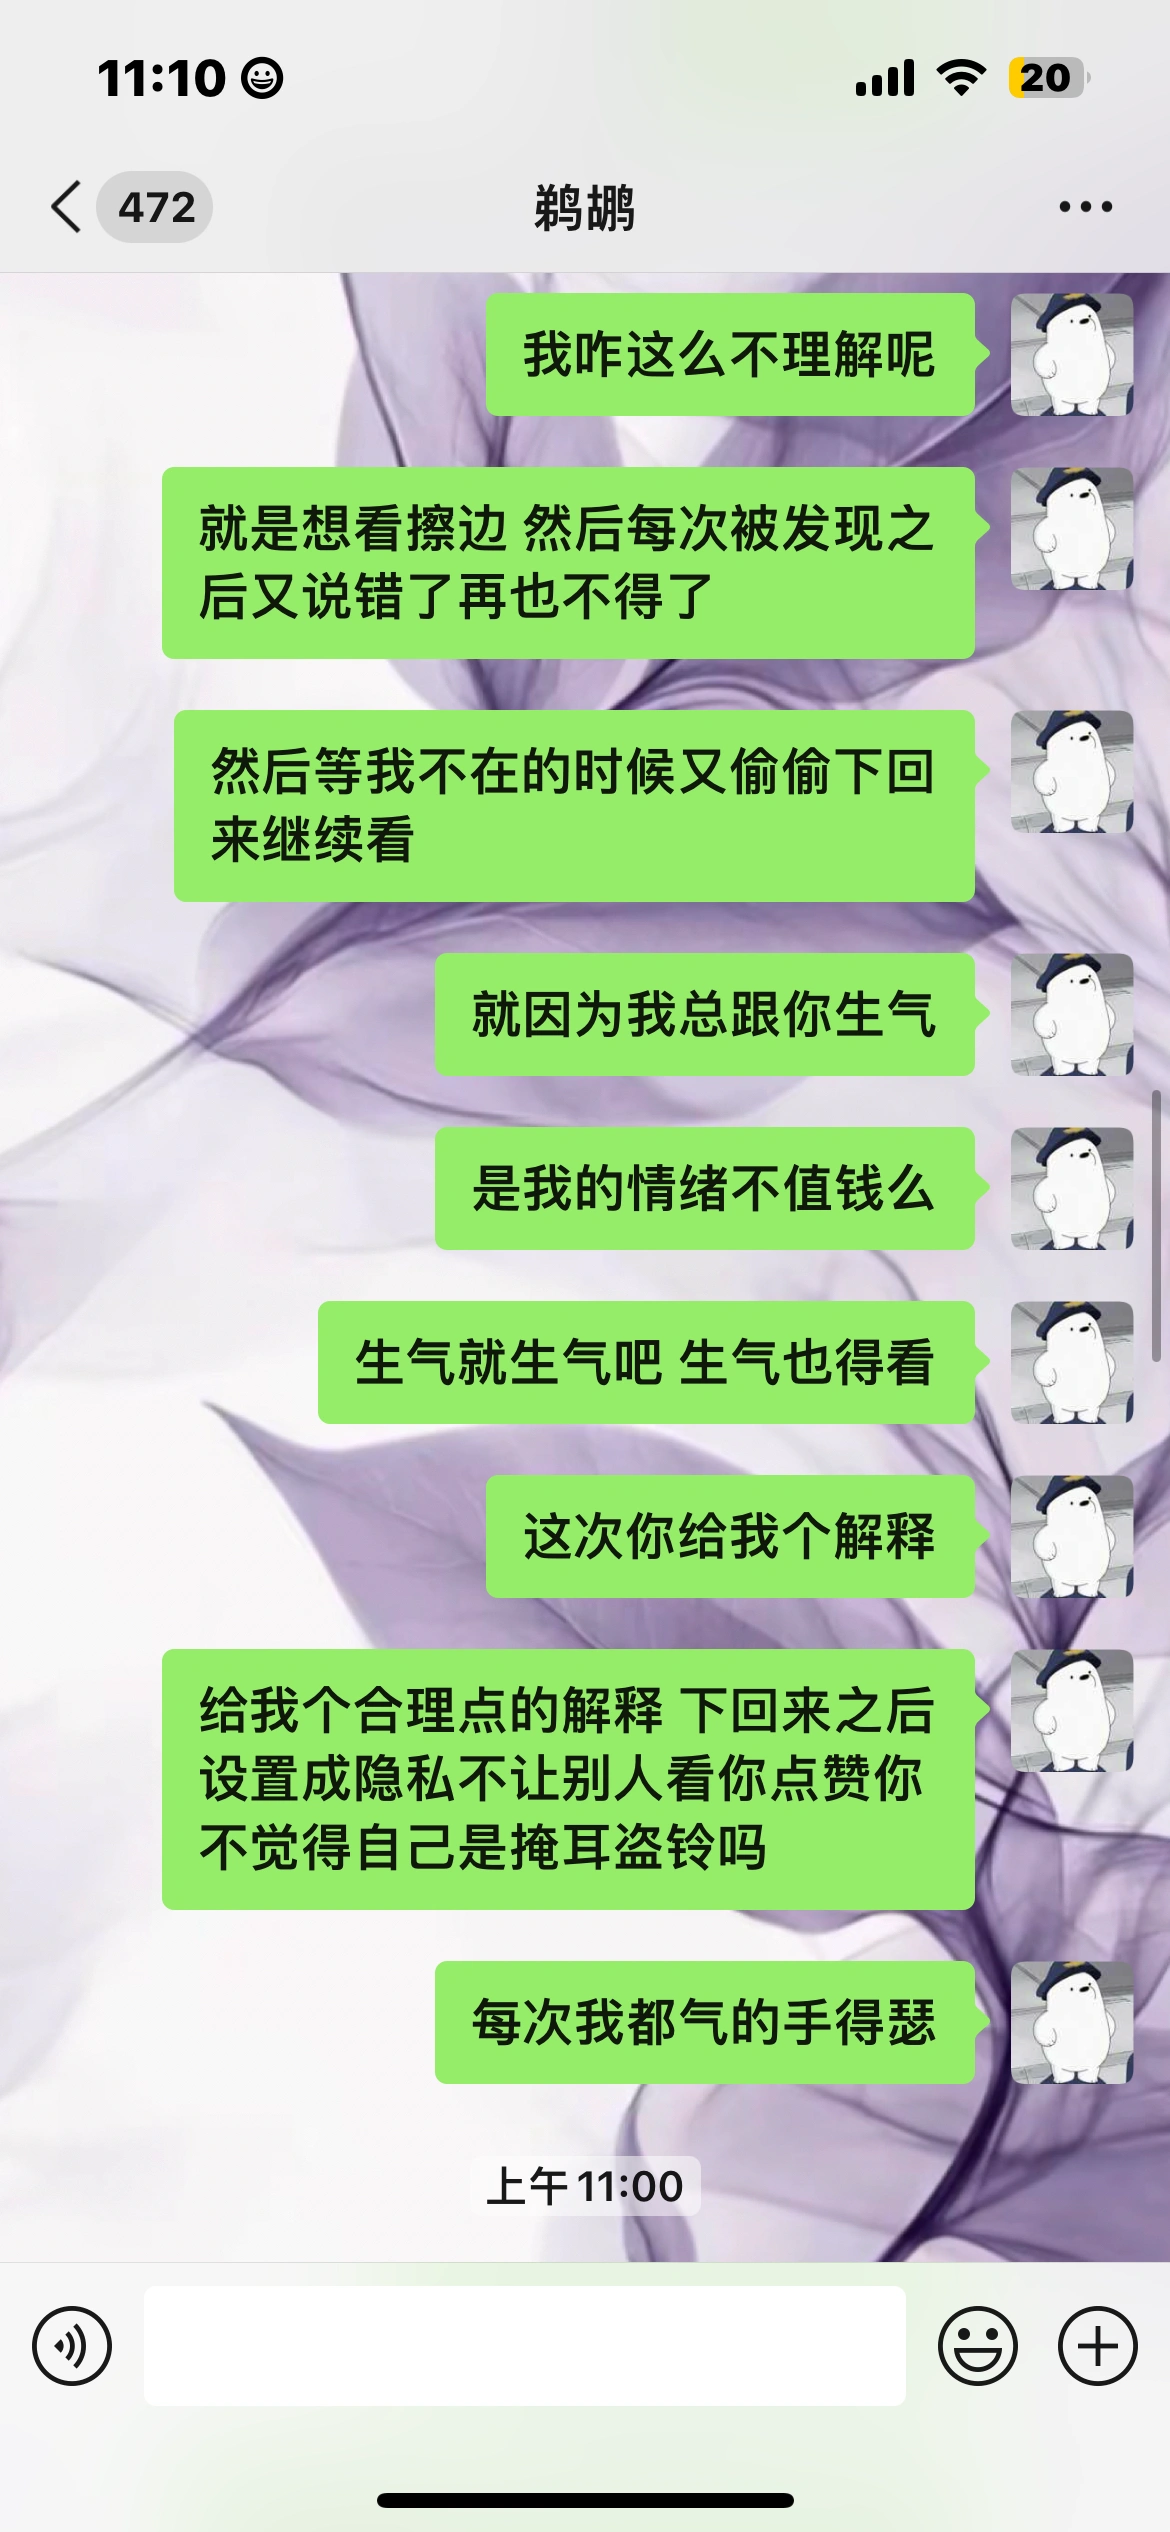 11:10
20
472
鹈鹕
我咋这么不理解呢
就是想看擦边 然后每次被发现之
后又说错了再也不得了
然后等我不在的时候又偷偷下回
来继续看
就因为我总跟你生气
是我的情绪不值钱么
生气就生气吧 生气也得看
这次你给我个解释
给我个合理点的解释 下回来之后
设置成隐私不让别人看你点赞你
不觉得自己是掩耳盗铃吗
每次我都气的手得瑟
上午 11:00